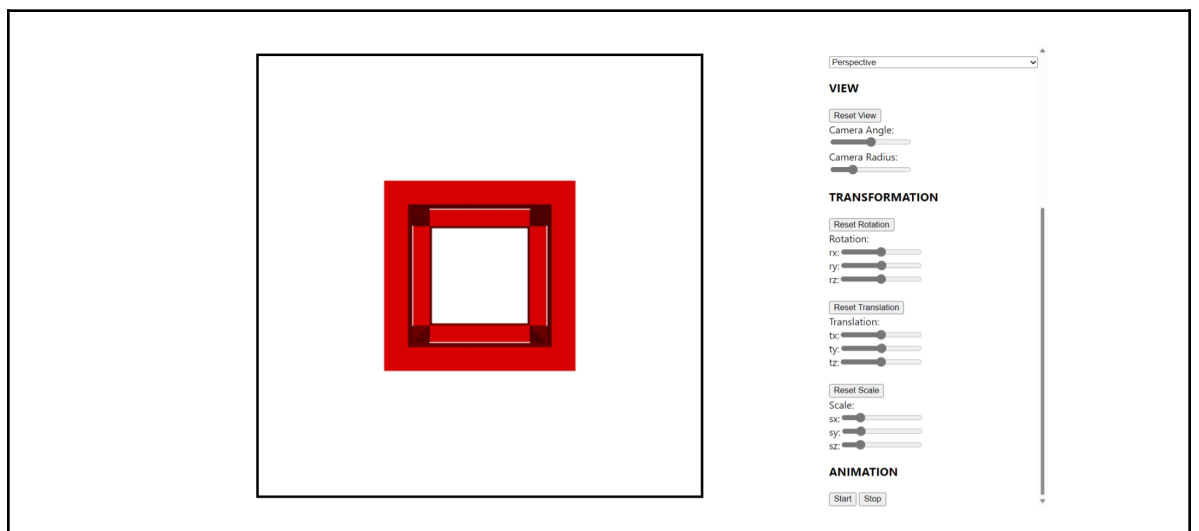 Perspective
VIEW
Reset View
Camera Angle:
Camera Radius:
TRANSFORMATION
Reset Rotation
Rotation:
rx:
ry:
rz:
Reset Translation
Translation:
tx:
ty:
tz:
Reset Scale
Scale:
sx:
sy:
sz:
ANIMATION
Start Stop